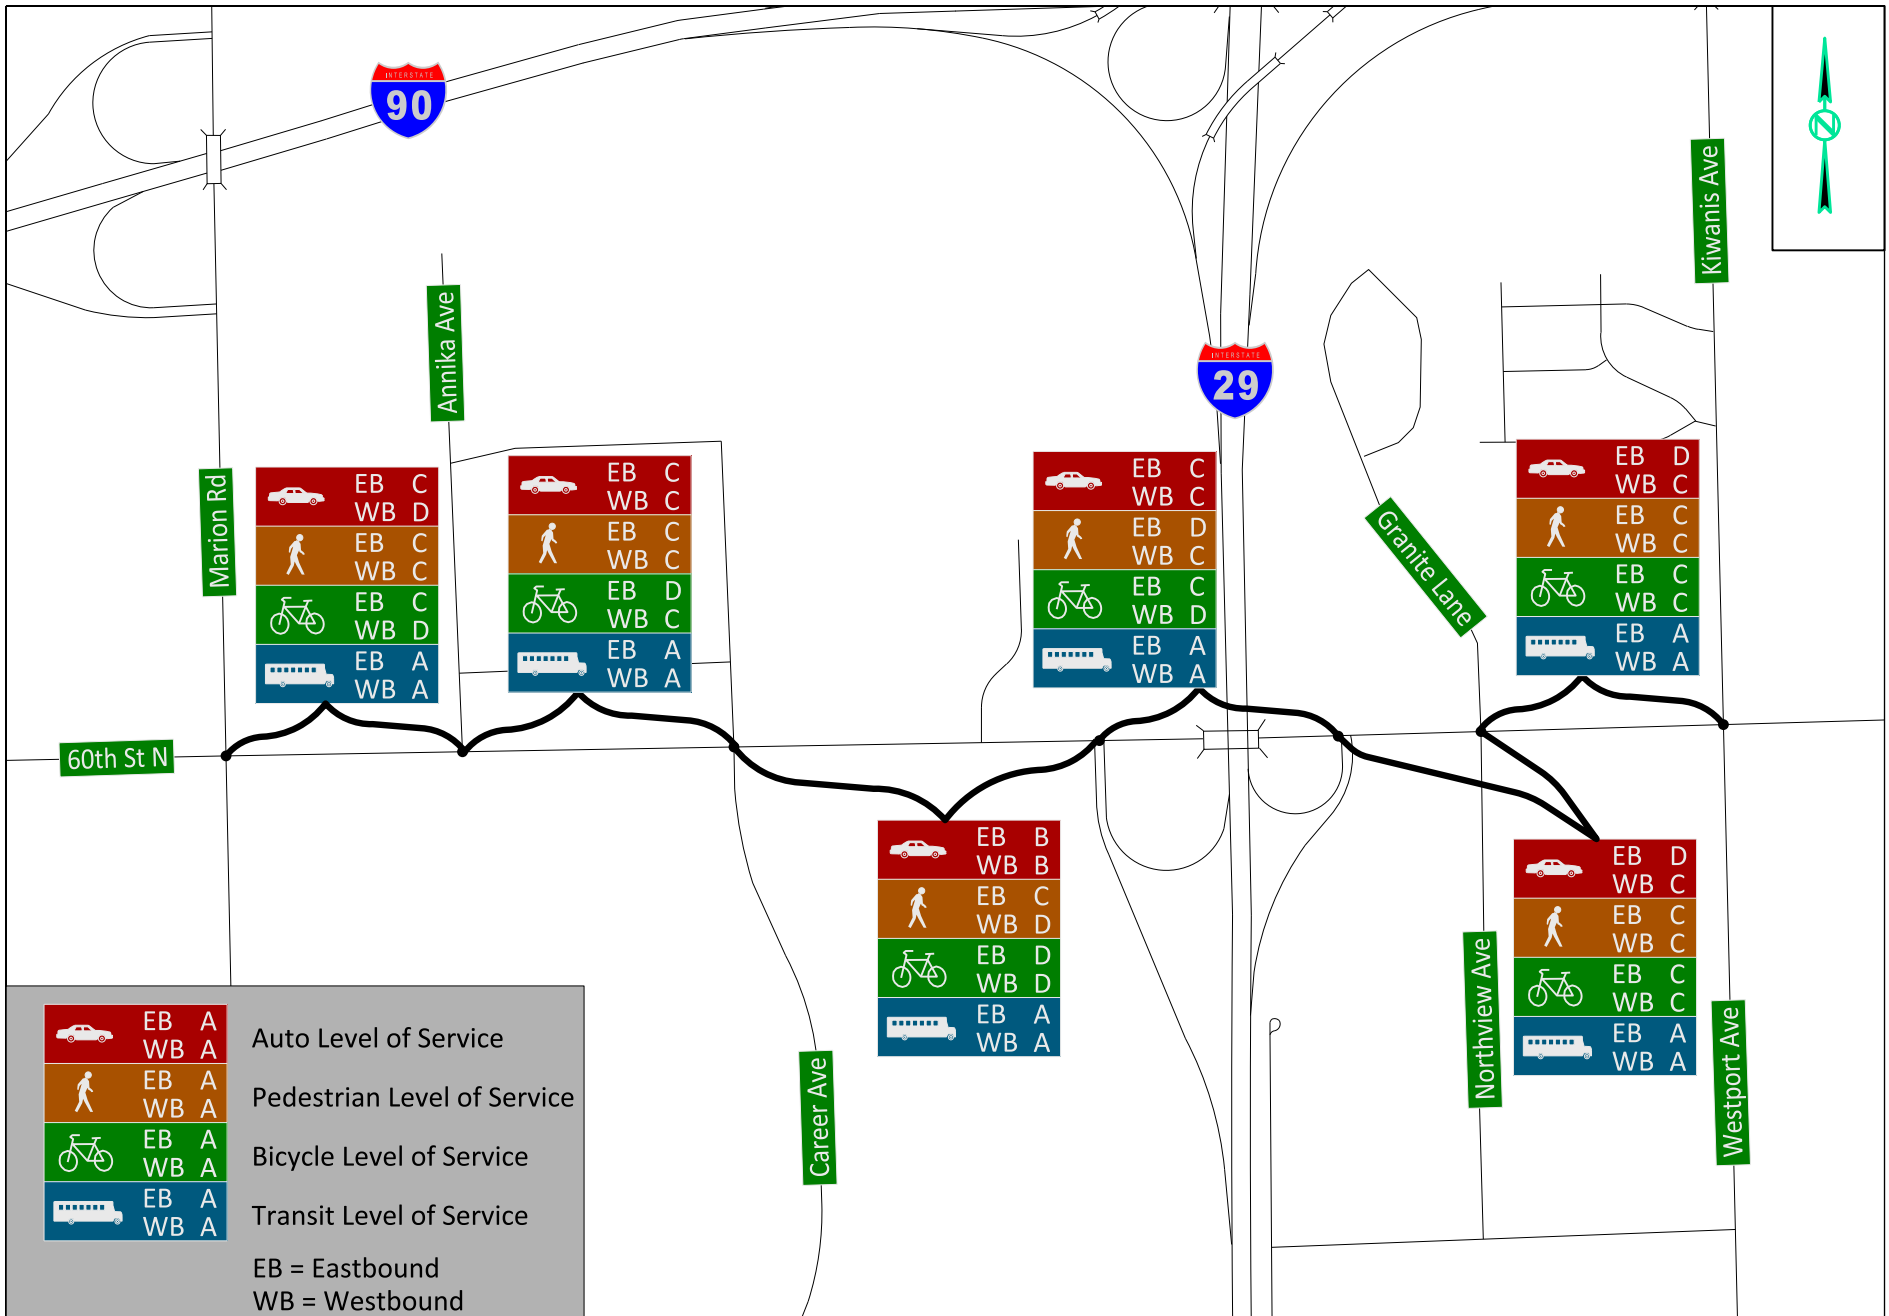 INTERSTATE
90
Kiwanis Ave
N
Annika Ave
INTERSTATE
29
Marion Rd
EB C
WB D
EB C
WB C
EB C
WB D
EB A
WB A
EB C
WB C
EB C
WB C
EB D
WB C
EB A
WB A
EB C
WB C
EB D
WB C
EB C
WB D
EB A
WB A
Granite Lane
EB D
WB C
EB C
WB C
EB C
WB C
EB A
WB A
60th St N
EB B
WB B
EB C
WB D
EB D
WB D
EB A
WB A
EB D
WB C
EB C
WB C
EB C
WB C
EB A
WB A
Northview Ave
Westport Ave
Career Ave
EB A
WB A
Auto Level of Service
EB A
WB A
Pedestrian Level of Service
EB A
WB A
Bicycle Level of Service
EB A
WB A
Transit Level of Service
EB = Eastbound
WB = Westbound